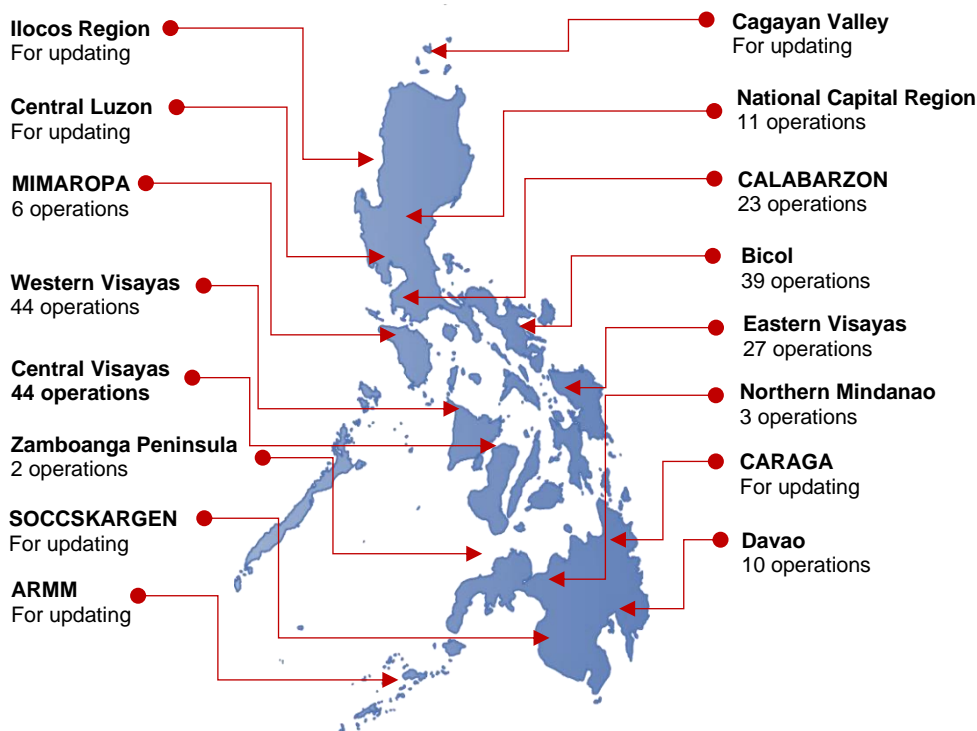 Ilocos Region
For updating
Central Luzon
For updating
MIMAROPA
6 operations
Western Visayas
44 operations
Central Visayas
44 operations
Zamboanga Peninsula
2 operations
SOCCSKARGEN
For updating
ARMM
For updating
Cagayan Valley
For updating
National Capital Region
11 operations
CALABARZON
23 operations
Bicol
39 operations
Eastern Visayas
27 operations
Northern Mindanao
3 operations
CARAGA
For updating
Davao
10 operations